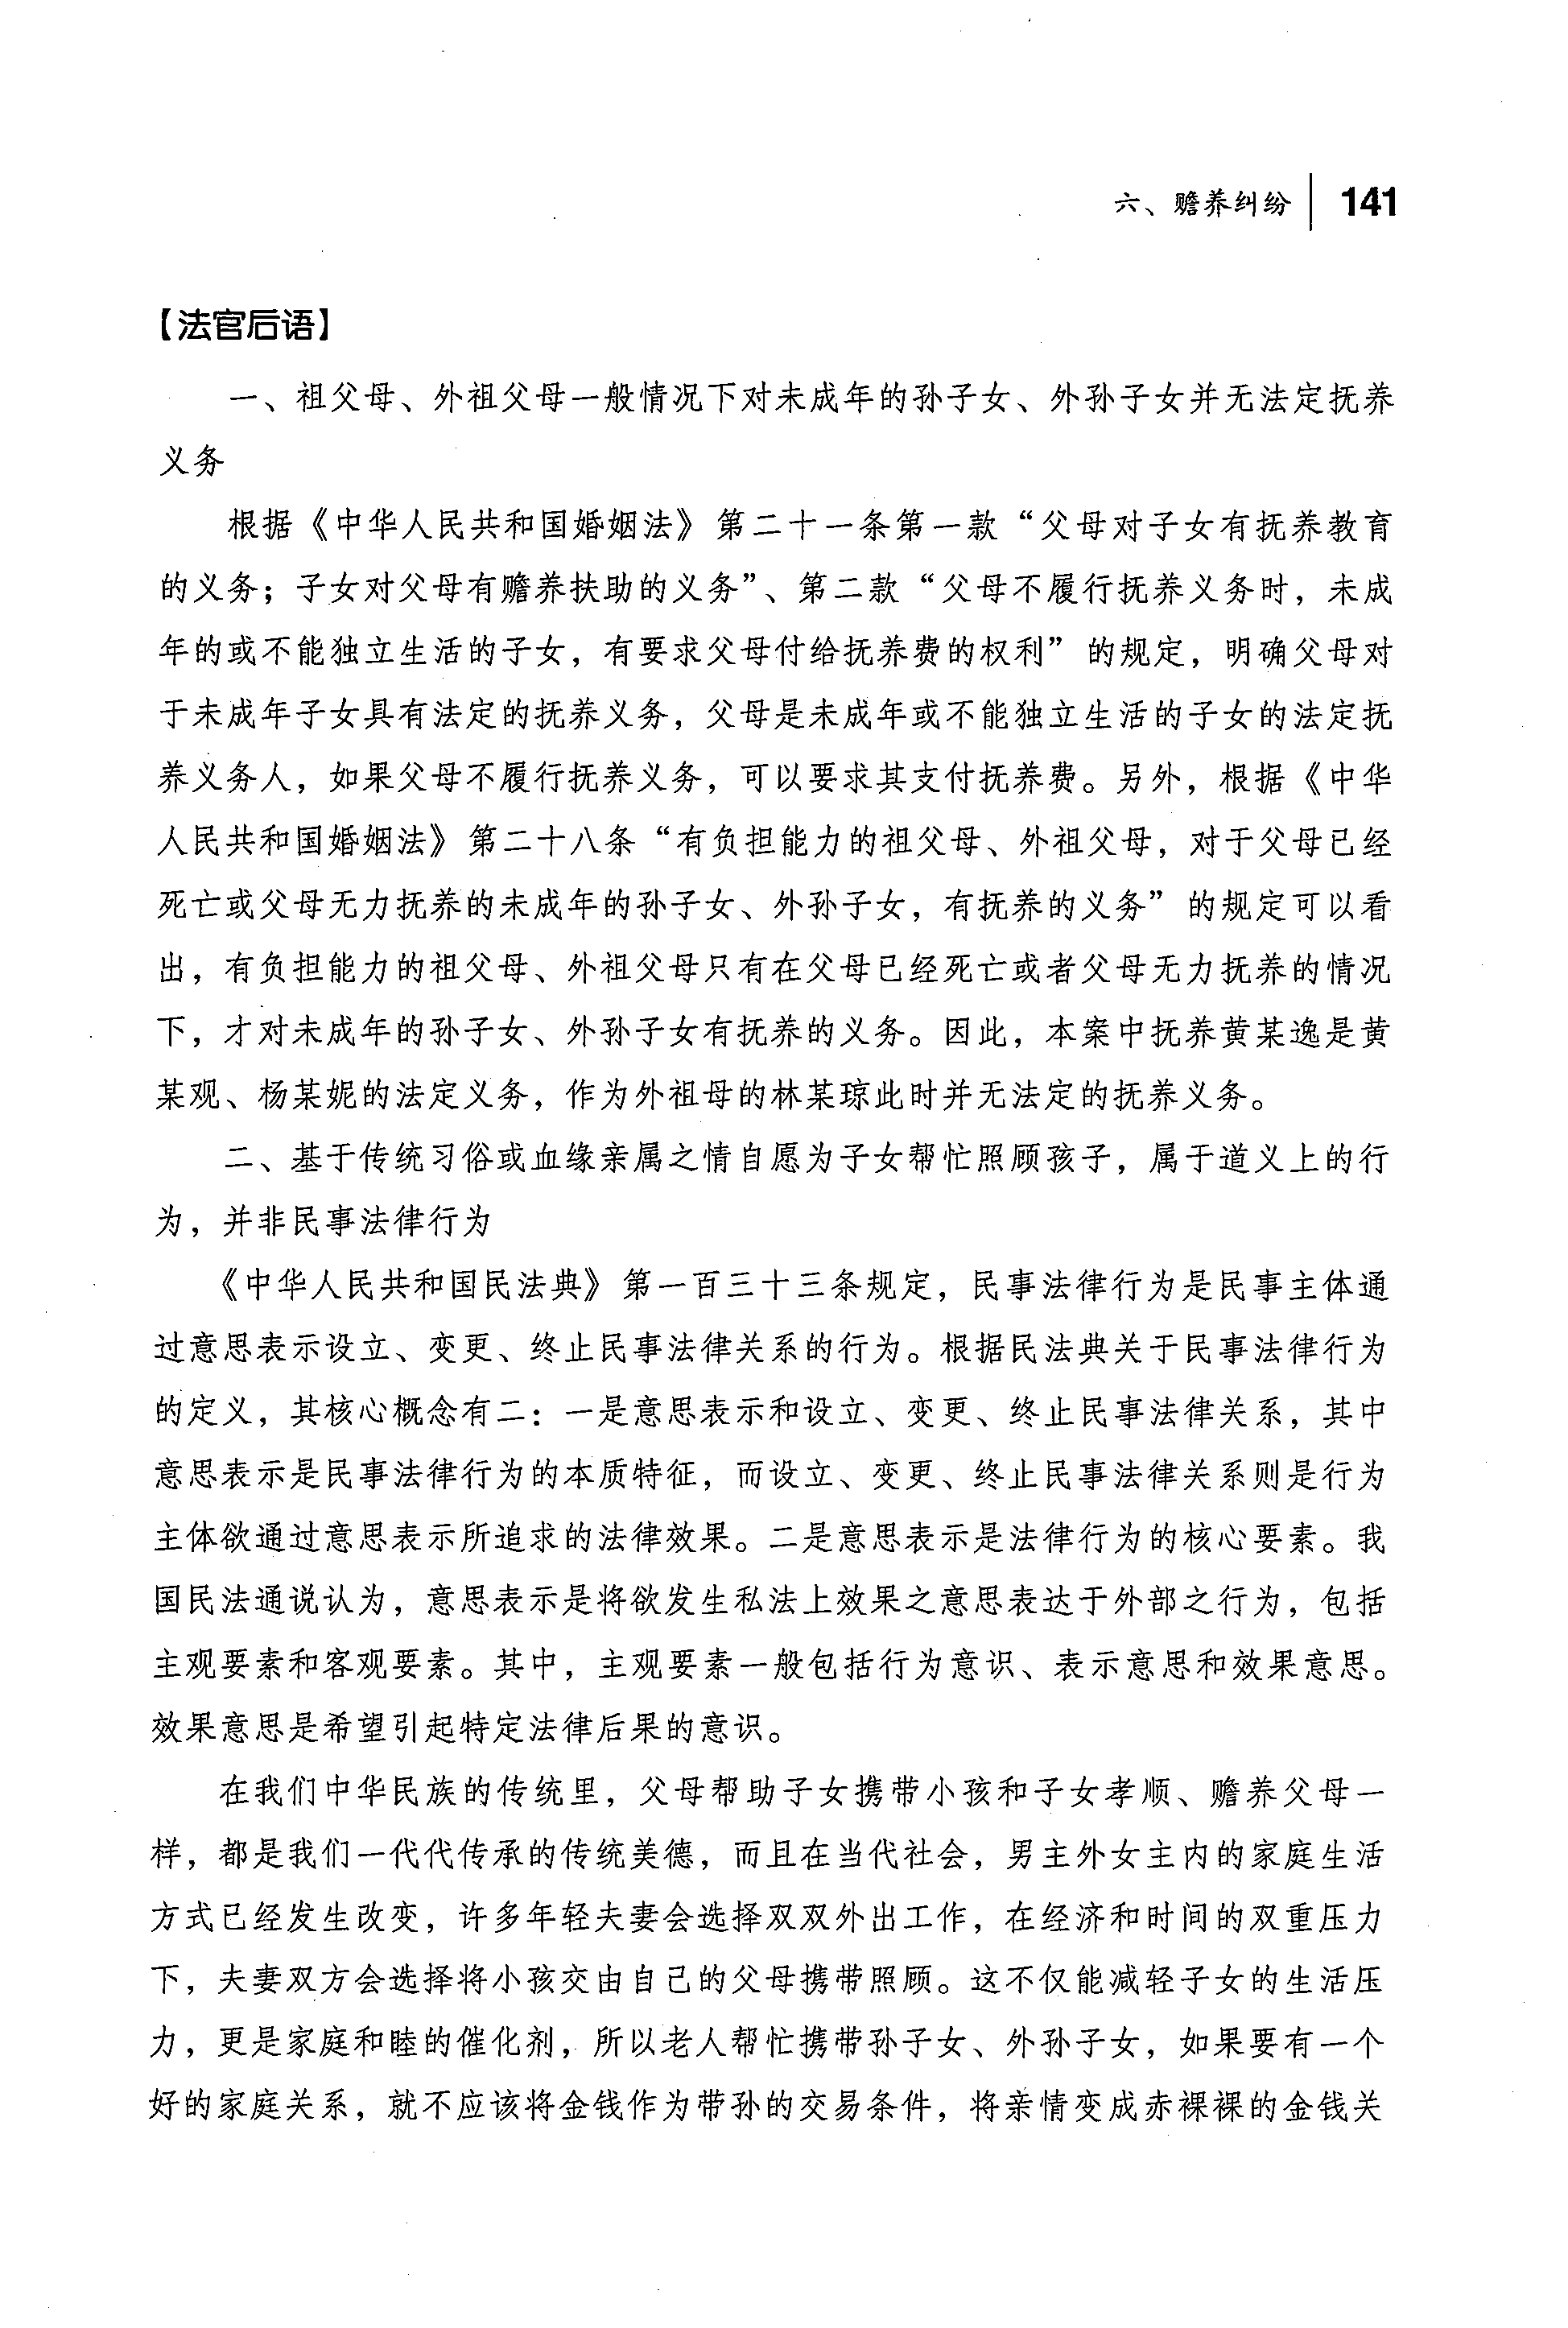 六、赡养纠纷 141
【法官后语】
一、祖父母、外祖父母一般情况下对未成年的孙子女、外孙子女并无法定抚养
义务
根据《中华人民共和国婚姻法》第二十一条第一款“父母对子女有抚养教育
的义务；子女对父母有赡养扶助的义务”、第二款“父母不履行抚养义务时，未成
年的或不能独立生活的子女，有要求父母付给抚养费的权利”的规定，明确父母对
于未成年子女具有法定的抚养义务，父母是未成年或不能独立生活的子女的法定抚
养义务人，如果父母不履行抚养义务，可以要求其支付抚养费。另外，根据《中华
人民共和国婚姻法》第二十八条“有负担能力的祖父母、外祖父母，对于父母已经
死亡或父母无力抚养的未成年的孙子女、外孙子女，有抚养的义务”的规定可以看
出，有负担能力的祖父母、外祖父母只有在父母已经死亡或者父母无力抚养的情况
下，才对未成年的孙子女、外孙子女有抚养的义务。因此，本案中抚养黄某逸是黄
某观、杨某妮的法定义务，作为外祖母的林某琼此时并无法定的抚养义务。
二、基于传统习俗或血缘亲属之情自愿为子女帮忙照顾孩子，属于道义上的行
为，并非民事法律行为
《中华人民共和国民法典》第一百三十三条规定，民事法律行为是民事主体通
过意思表示设立、变更、终止民事法律关系的行为。根据民法典关于民事法律行为
的定义，其核心概念有二：一是意思表示和设立、变更、终止民事法律关系，其中
意思表示是民事法律行为的本质特征，而设立、变更、终止民事法律关系则是行为
主体欲通过意思表示所追求的法律效果。二是意思表示是法律行为的核心要素。我
国民法通说认为，意思表示是将欲发生私法上效果之意思表达于外部之行为，包括
主观要素和客观要素。其中，主观要素一般包括行为意识、表示意思和效果意思。
效果意思是希望引起特定法律后果的意识。
在我们中华民族的传统里，父母帮助子女携带小孩和子女孝顺、赡养父母一
样，都是我们一代代传承的传统美德，而且在当代社会，男主外女主内的家庭生活
方式已经发生改变，许多年轻夫妻会选择双双外出工作，在经济和时间的双重压力
下，夫妻双方会选择将小孩交由自己的父母携带照顾。这不仅能减轻子女的生活压
力，更是家庭和睦的催化剂，所以老人帮忙携带孙子女、外孙子女，如果要有一个
好的家庭关系，就不应该将金钱作为带孙的交易条件，将亲情变成赤裸裸的金钱关